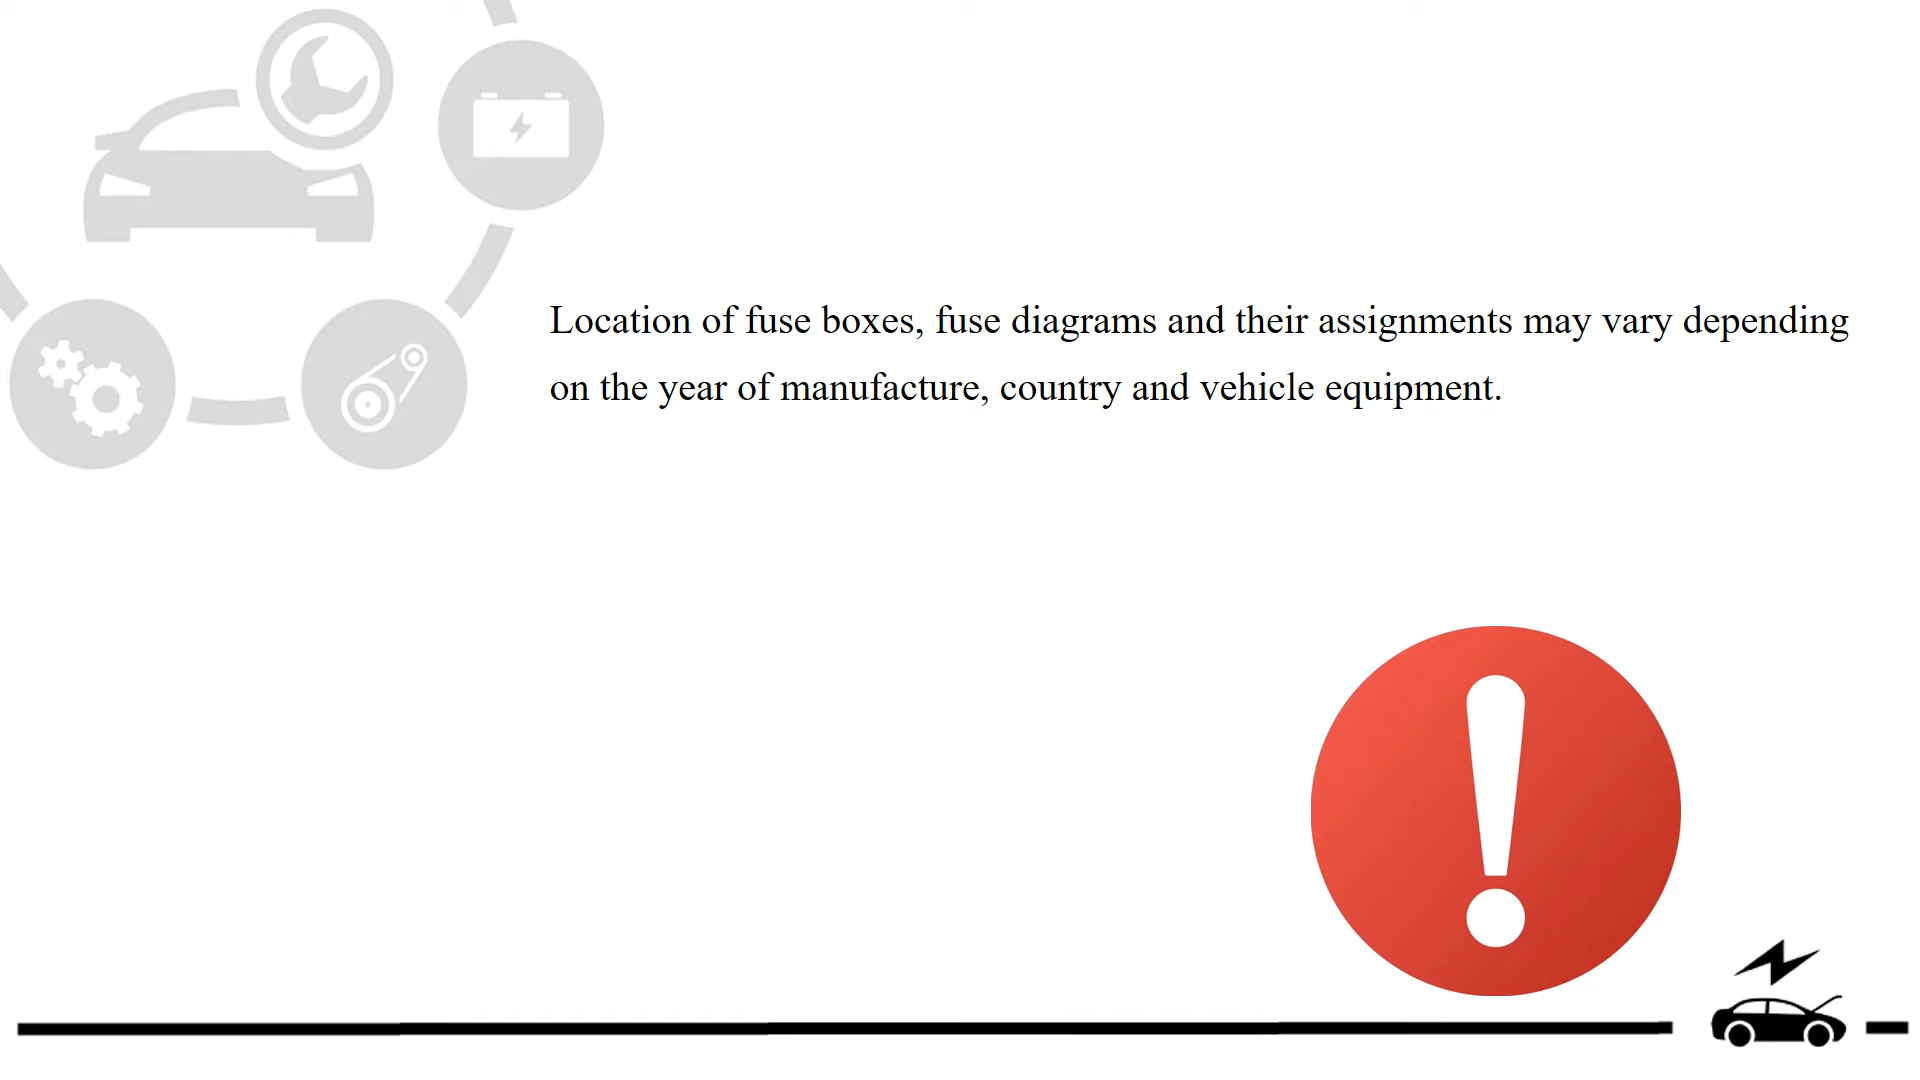 Location of fuse boxes, fuse diagrams and their assignments may vary depending
on the year of manufacture, country and vehicle equipment.